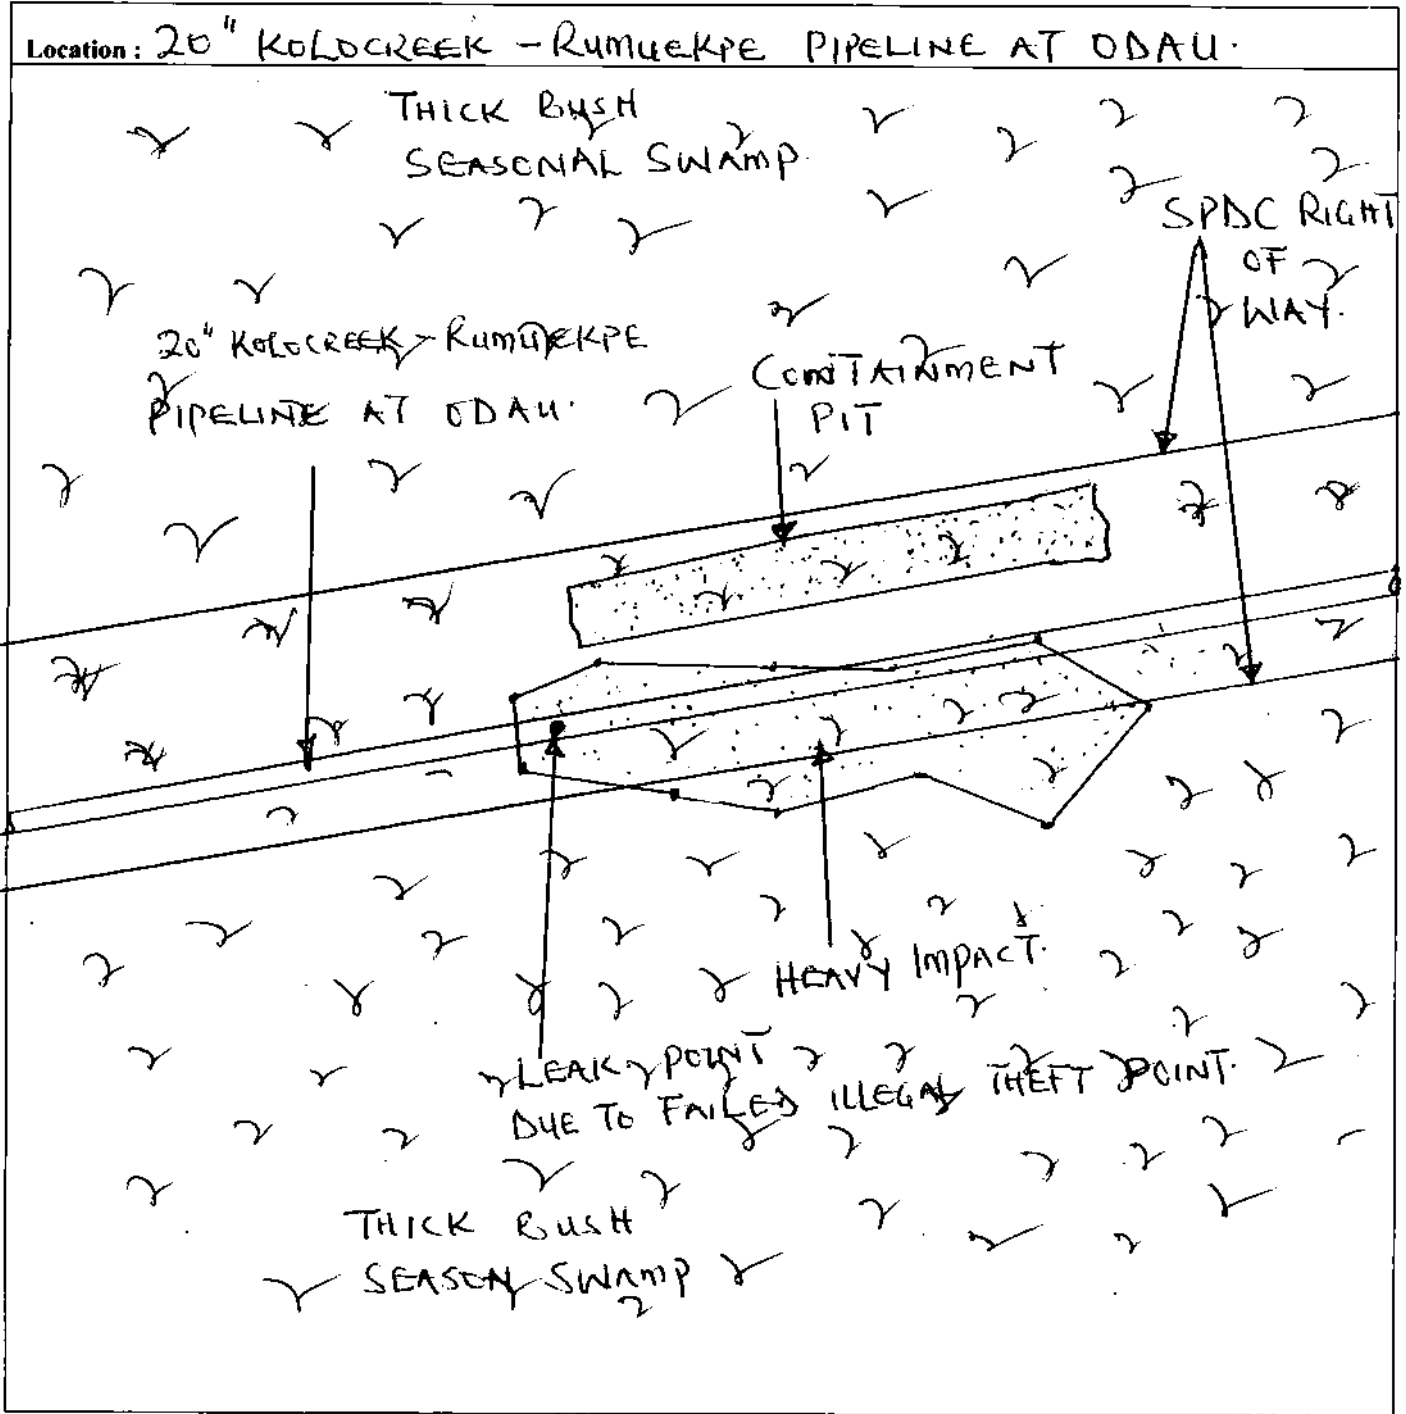 Location : 20" KOLOCREEK - RUMUEKPE PIPELINE AT ODAU.
THICK BUSH
SEASONAL SWAMP.
SPDC RIGHT
OF
WAY.
20" KOLOCREEK - RUMUEKPE
PIPELINE AT ODAU.
CONTAINMENT
PIT
HEAVY IMPACT.
LEAK POINT
DUE TO FAILED ILLEGAL THEFT POINT.
THICK BUSH
SEASON SWAMP